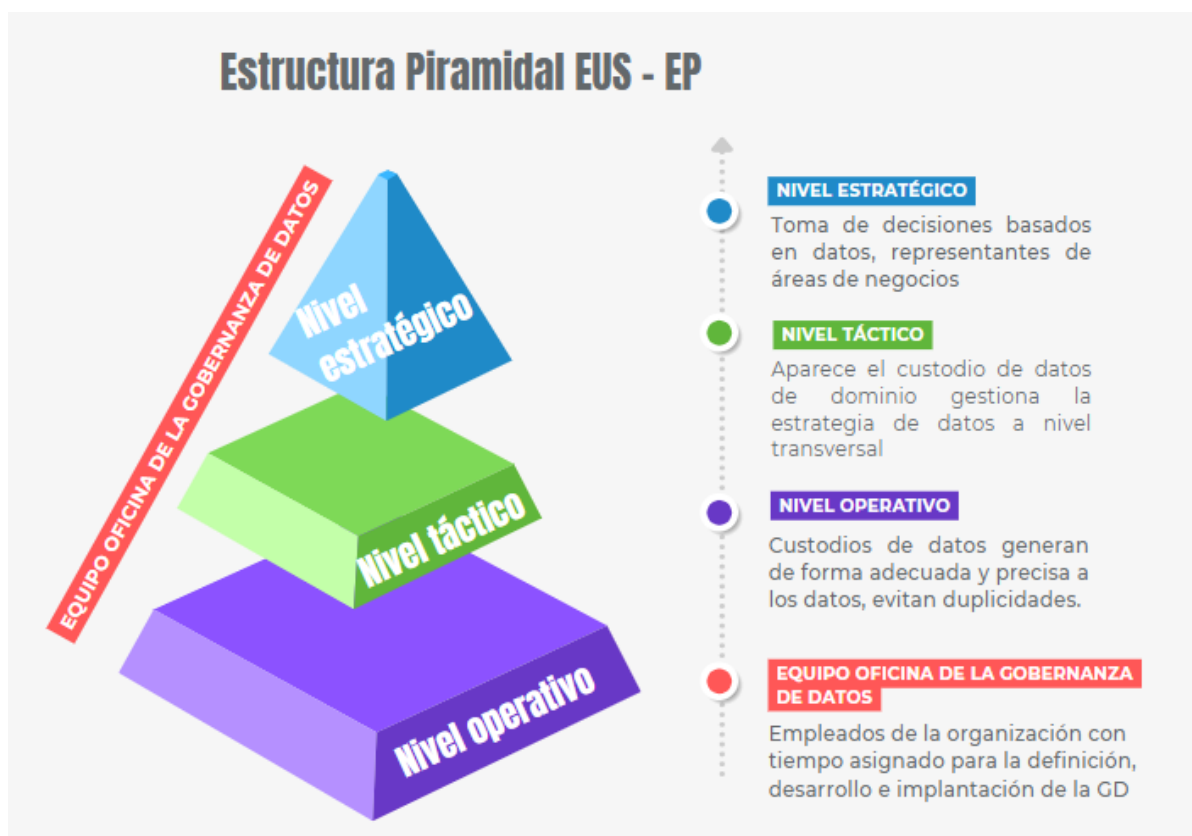 Estructura Piramidal EUS - EP
EQUIPO OFICINA DE LA GOBERNANZA DE DATOS
Nivel
estratégico
Nivel táctico
Nivel operativo
NIVEL ESTRATÉGICO
Toma de decisiones basados
en datos, representantes de
áreas de negocios
NIVEL TÁCTICO
Aparece el custodio de datos
de dominio gestiona la
estrategia de datos a nivel
transversal
NIVEL OPERATIVO
Custodios de datos generan
de forma adecuada y precisa a
los datos, evitan duplicidades.
EQUIPO OFICINA DE LA GOBERNANZA
DE DATOS
Empleados de la organización con
tiempo asignado para la definición,
desarrollo e implantación de la GD